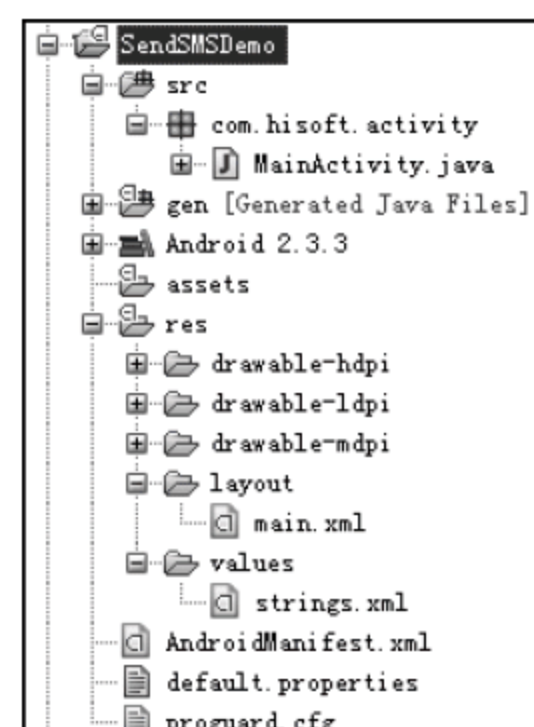 SendSMSDemo
src
com.hisoft.activity
MainActivity.java
gen [Generated Java Files]
Android 2.3.3
assets
res
drawable-hdpi
drawable-ldpi
drawable-mdpi
layout
main.xml
values
strings.xml
AndroidManifest.xml
default.properties
proguard.cfg